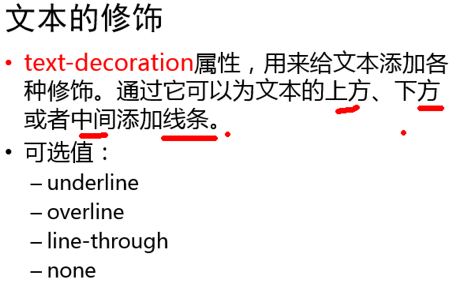 文本的修饰
• text-decoration属性，用来给文本添加各
种修饰。通过它可以为文本的上方、下方
或者中间添加线条。
• 可选值：
– underline
– overline
– line-through
– none